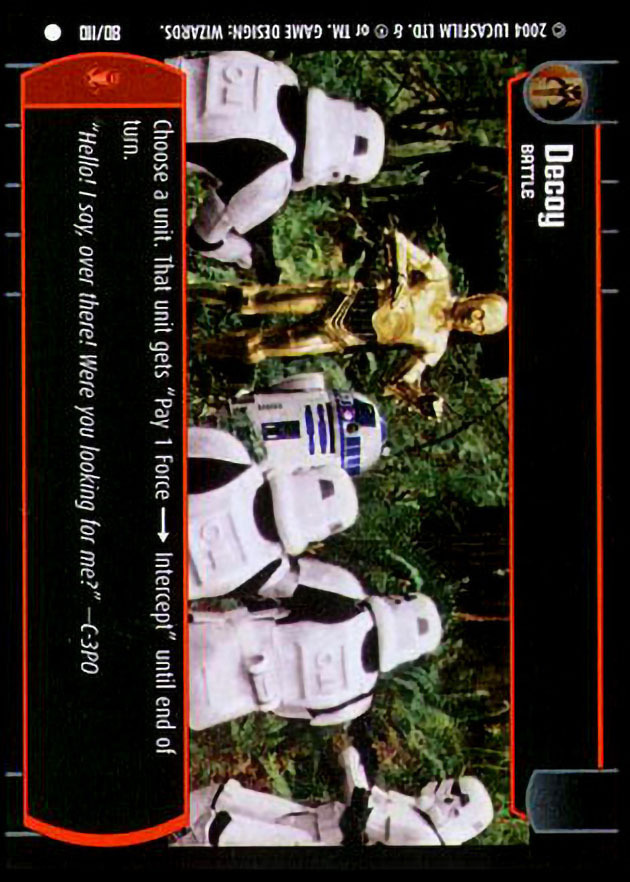 Decoy
BATTLE
Choose a unit. That unit gets "Pay 1 Force → Intercept" until end of
turn.
"Hello! I say, over there! Were you looking for me?" —C-3PO
80/110
© 2004 LUCASFILM LTD. & ® or TM. GAME DESIGN: WIZARDS.